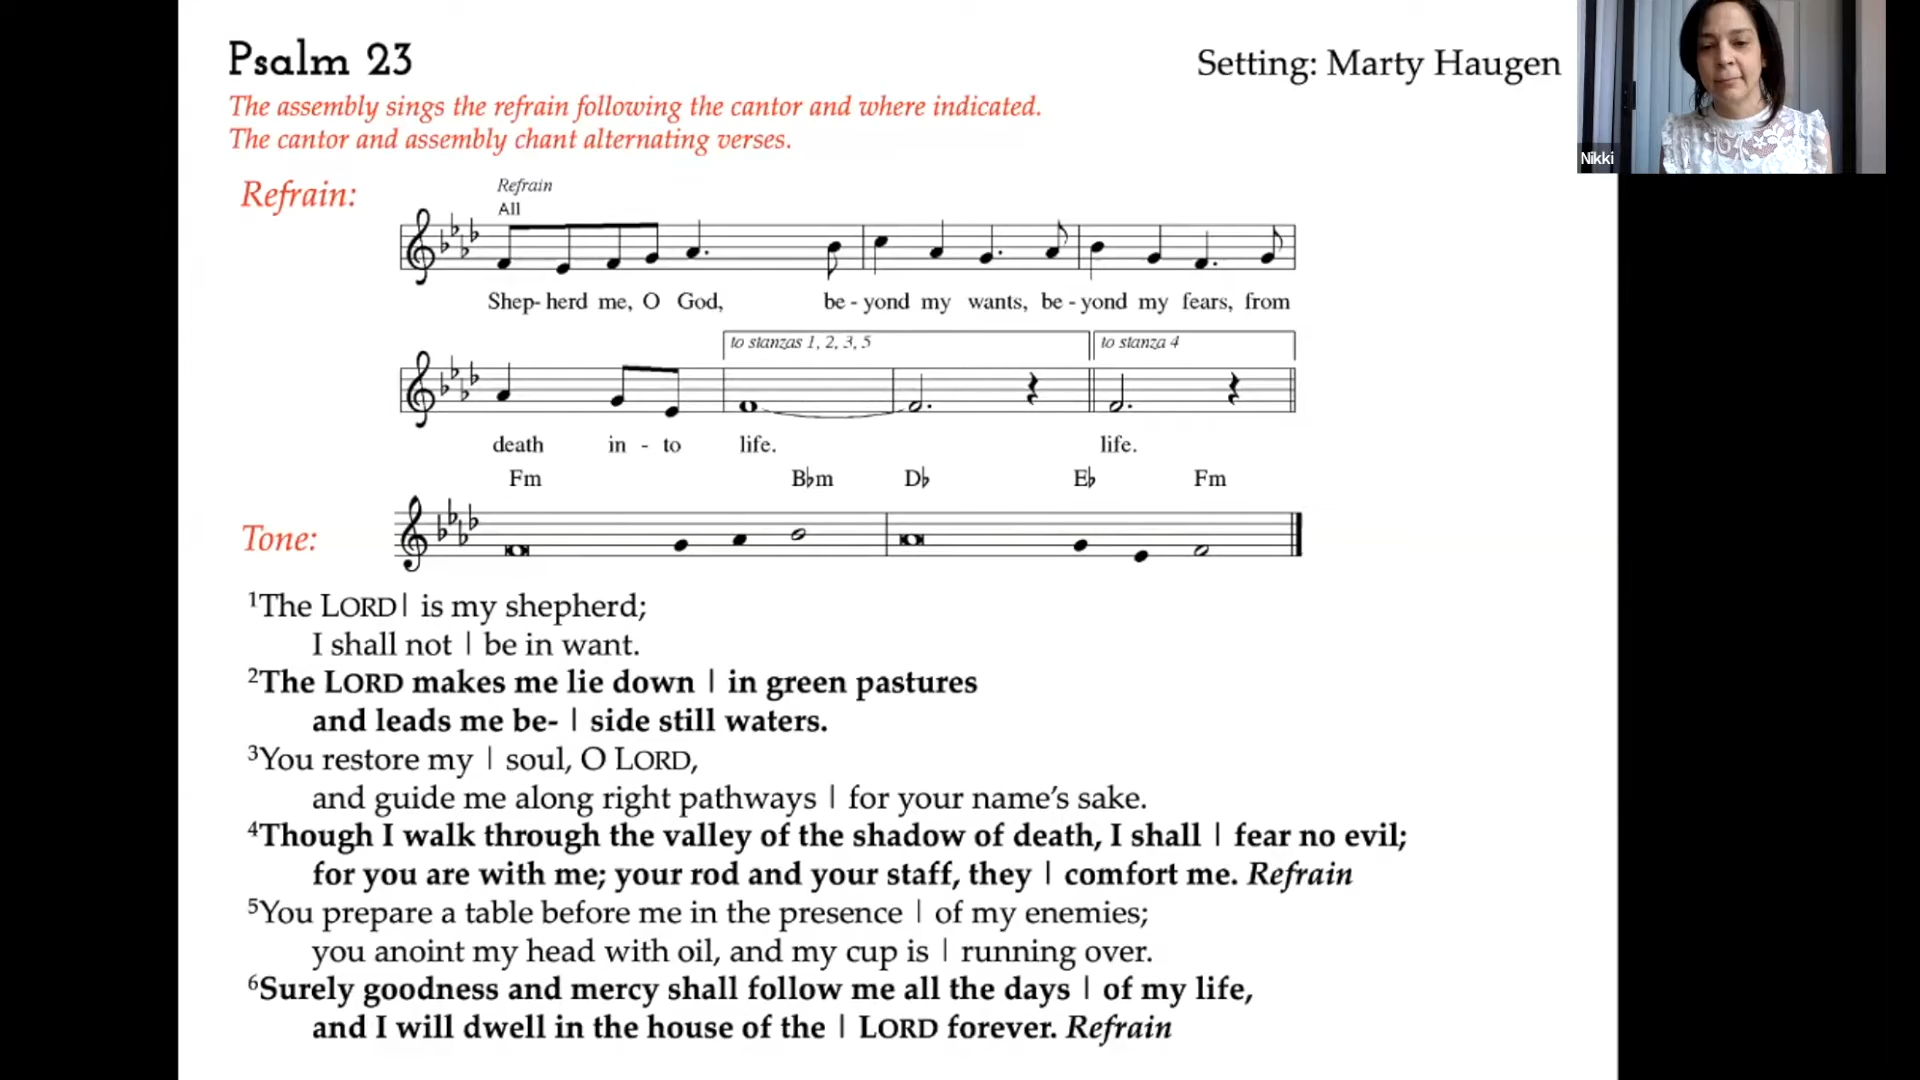 Psalm 23
Setting: Marty Haugen
Nikki
The assembly sings the refrain following the cantor and where indicated.
The cantor and assembly chant alternating verses.
Refrain:
Refrain
All
Shep- herd me, O God, be - yond my wants, be - yond my fears, from
to stanzas 1, 2, 3, 5
to stanza 4
death in - to life. life.
Fm B♭m D♭ E♭ Fm
Tone:
¹The LORD| is my shepherd;
I shall not | be in want.
²The LORD makes me lie down | in green pastures
and leads me be- | side still waters.
³You restore my | soul, O LORD,
and guide me along right pathways | for your name’s sake.
⁴Though I walk through the valley of the shadow of death, I shall | fear no evil;
for you are with me; your rod and your staff, they | comfort me. Refrain
⁵You prepare a table before me in the presence | of my enemies;
you anoint my head with oil, and my cup is | running over.
⁶Surely goodness and mercy shall follow me all the days | of my life,
and I will dwell in the house of the | LORD forever. Refrain